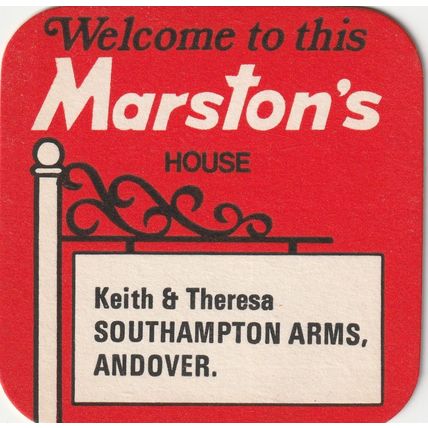 Welcome to this
Marston's
HOUSE
Keith & Theresa
SOUTHAMPTON ARMS,
ANDOVER.